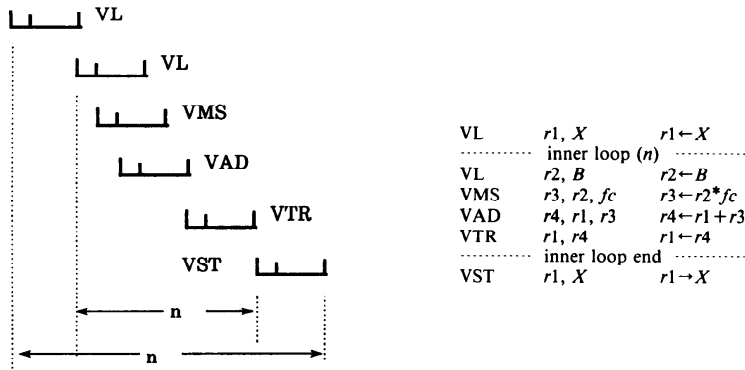 VL
VL
VMS
VAD
VTR
VST
n
n
VL r1, X r1←X
inner loop (n)
VL r2, B r2←B
VMS r3, r2, fc r3←r2*fc
VAD r4, r1, r3 r4←r1+r3
VTR r1, r4 r1←r4
inner loop end
VST r1, X r1→X